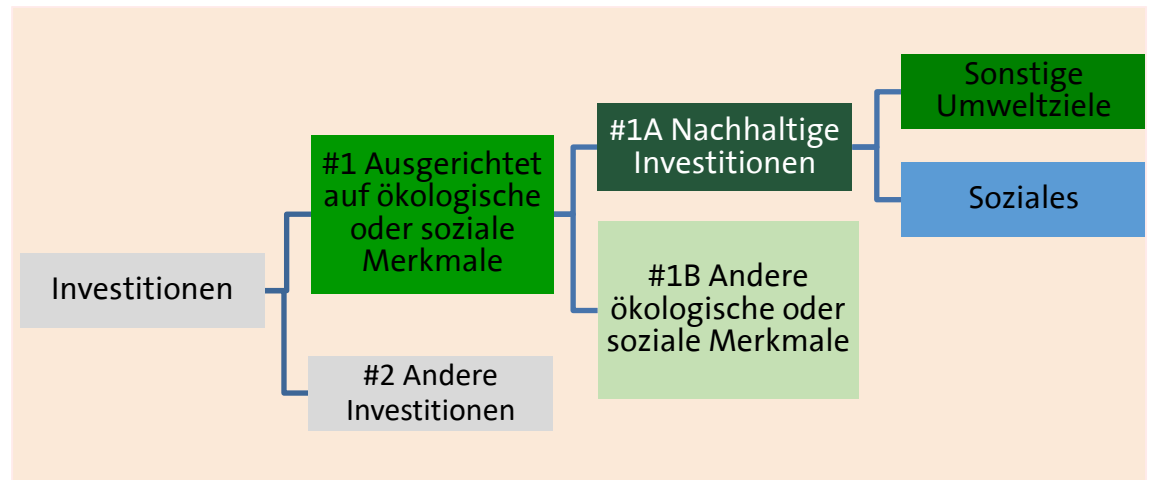 Investitionen
#1 Ausgerichtet
auf ökologische
oder soziale
Merkmale
#2 Andere
Investitionen
#1A Nachhaltige
Investitionen
#1B Andere
ökologische oder
soziale Merkmale
Sonstige
Umweltziele
Soziales